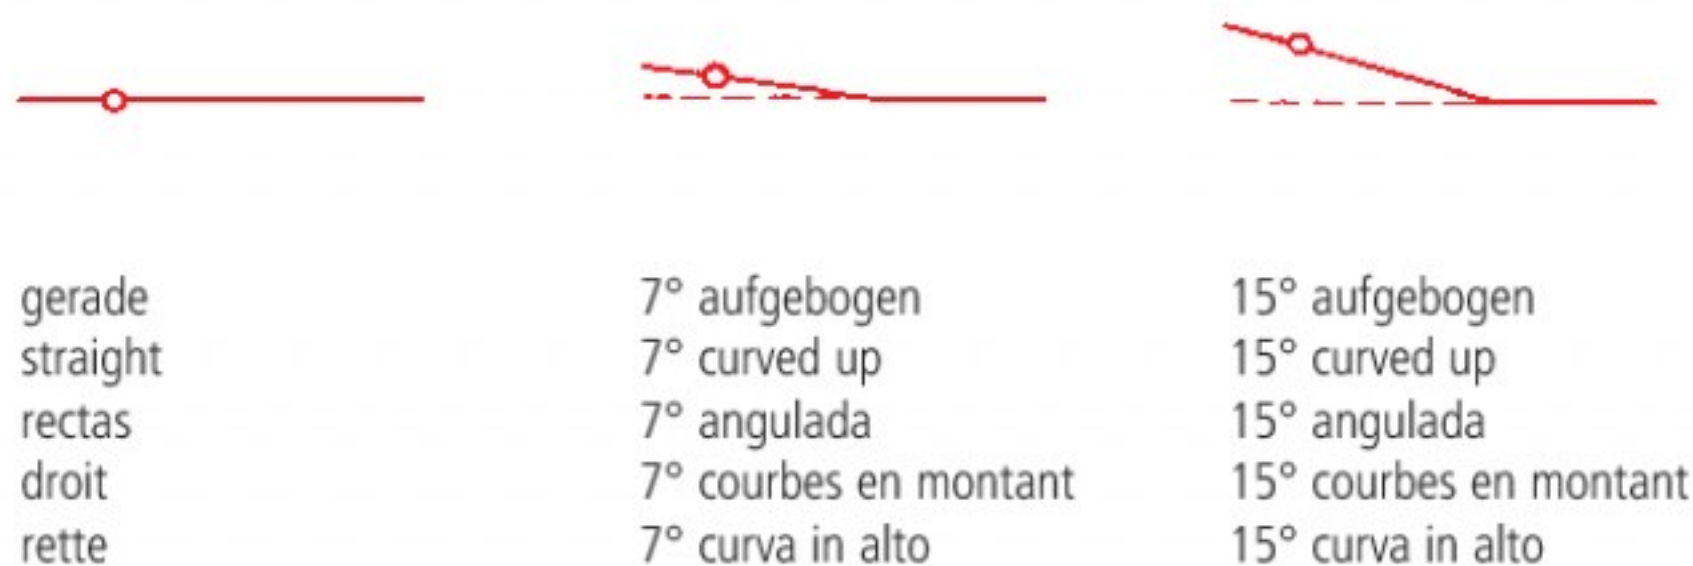 gerade
straight
rectas
droit
rette
7° aufgebogen
7° curved up
7° angulada
7° courbes en montant
7° curva in alto
15° aufgebogen
15° curved up
15° angulada
15° courbes en montant
15° curva in alto